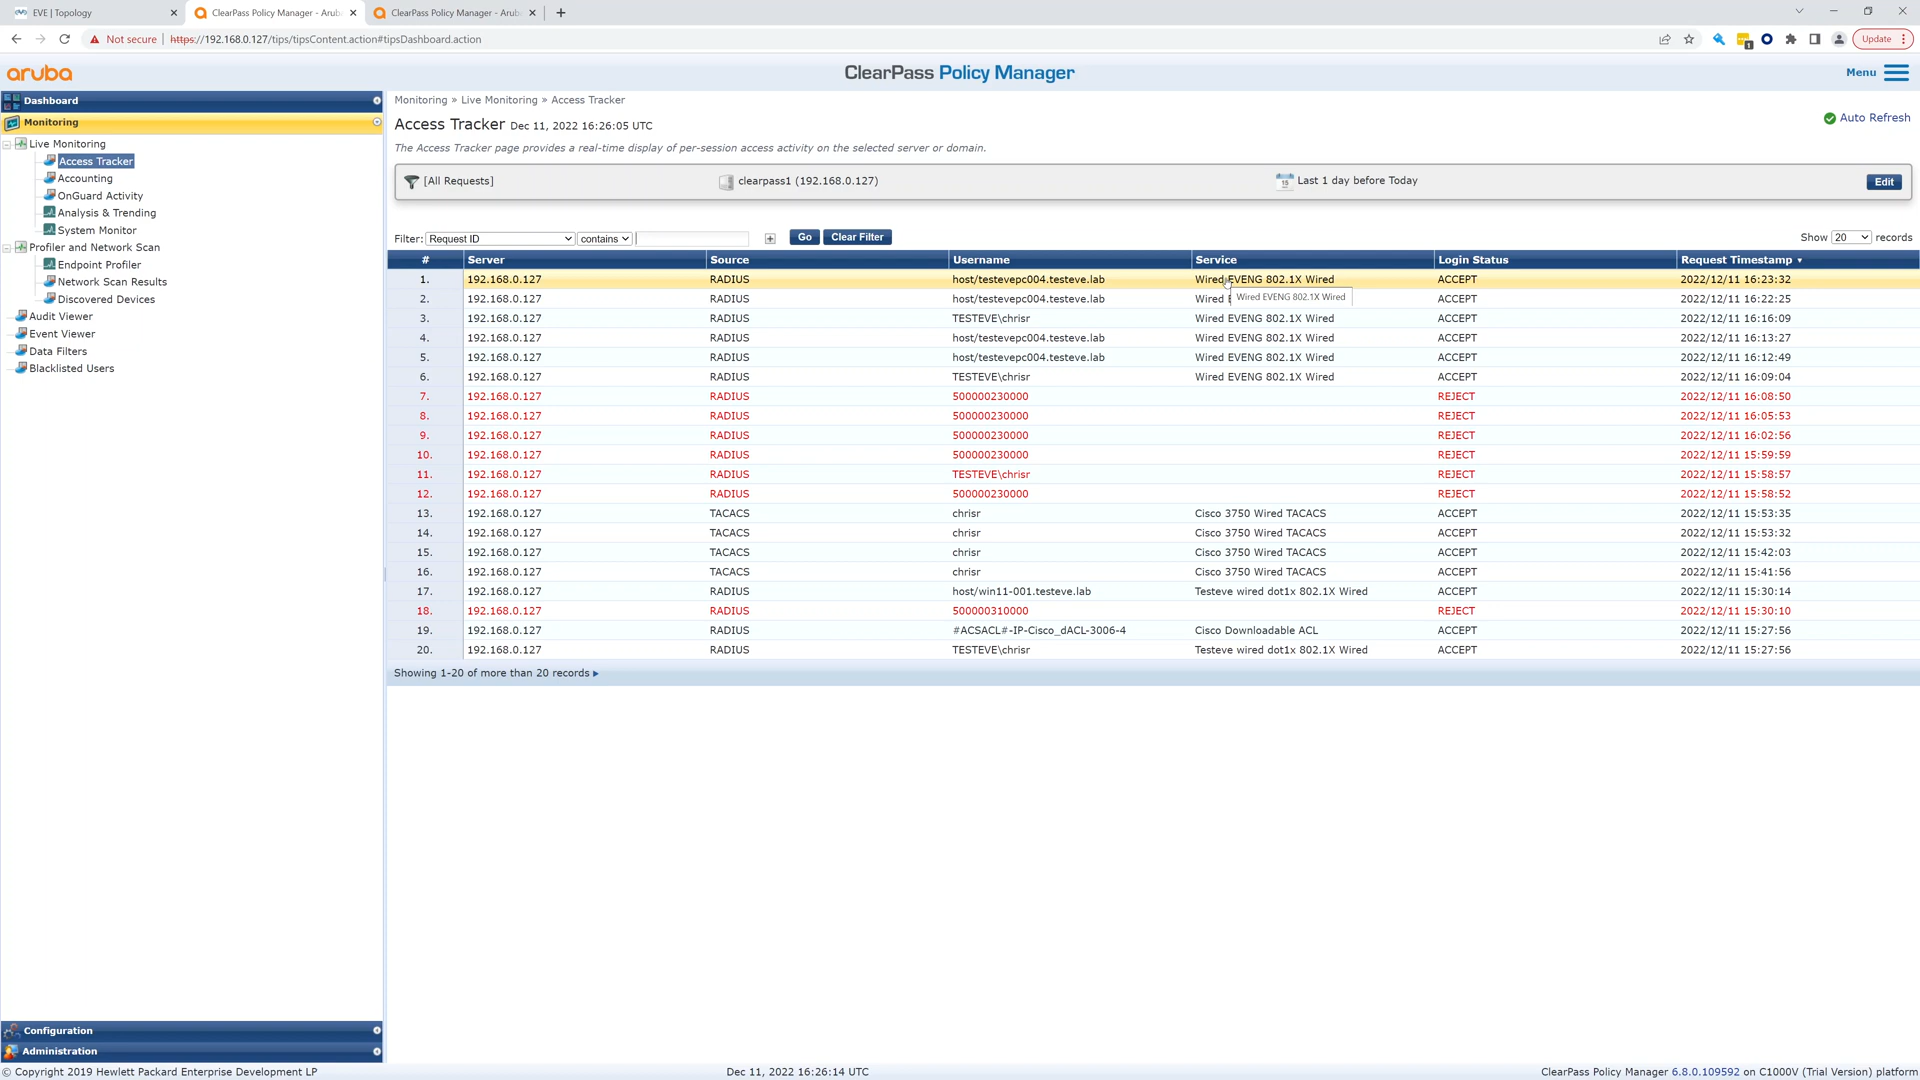 EVE | Topology
ClearPass Policy Manager - Arub
ClearPass Policy Manager - Arub
Not secure | https://192.168.0.127/tips/tipsContent.action#tipsDashboard.action
1
Update
aruba
ClearPass Policy Manager
Menu
Dashboard
Monitoring
Live Monitoring
Access Tracker
Accounting
OnGuard Activity
Analysis & Trending
System Monitor
Profiler and Network Scan
Endpoint Profiler
Network Scan Results
Discovered Devices
Audit Viewer
Event Viewer
Data Filters
Blacklisted Users
Configuration
Administration
Monitoring » Live Monitoring » Access Tracker
Access Tracker Dec 11, 2022 16:26:05 UTC
Auto Refresh
The Access Tracker page provides a real-time display of per-session access activity on the selected server or domain.
[All Requests] clearpass1 (192.168.0.127) 15 Last 1 day before Today Edit
Filter: Request ID contains + Go Clear Filter Show 20 records
# Server Source Username Service Login Status Request Timestamp ▼
1. 192.168.0.127 RADIUS host/testevepc004.testeve.lab Wired EVENG 802.1X Wired ACCEPT 2022/12/11 16:23:32
Wired EVENG 802.1X Wired
2. 192.168.0.127 RADIUS host/testevepc004.testeve.lab Wired ACCEPT 2022/12/11 16:22:25
3. 192.168.0.127 RADIUS TESTEVE\chrisr Wired EVENG 802.1X Wired ACCEPT 2022/12/11 16:16:09
4. 192.168.0.127 RADIUS host/testevepc004.testeve.lab Wired EVENG 802.1X Wired ACCEPT 2022/12/11 16:13:27
5. 192.168.0.127 RADIUS host/testevepc004.testeve.lab Wired EVENG 802.1X Wired ACCEPT 2022/12/11 16:12:49
6. 192.168.0.127 RADIUS TESTEVE\chrisr Wired EVENG 802.1X Wired ACCEPT 2022/12/11 16:09:04
7. 192.168.0.127 RADIUS 500000230000 REJECT 2022/12/11 16:08:50
8. 192.168.0.127 RADIUS 500000230000 REJECT 2022/12/11 16:05:53
9. 192.168.0.127 RADIUS 500000230000 REJECT 2022/12/11 16:02:56
10. 192.168.0.127 RADIUS 500000230000 REJECT 2022/12/11 15:59:59
11. 192.168.0.127 RADIUS TESTEVE\chrisr REJECT 2022/12/11 15:58:57
12. 192.168.0.127 RADIUS 500000230000 REJECT 2022/12/11 15:58:52
13. 192.168.0.127 TACACS chrisr Cisco 3750 Wired TACACS ACCEPT 2022/12/11 15:53:35
14. 192.168.0.127 TACACS chrisr Cisco 3750 Wired TACACS ACCEPT 2022/12/11 15:53:32
15. 192.168.0.127 TACACS chrisr Cisco 3750 Wired TACACS ACCEPT 2022/12/11 15:42:03
16. 192.168.0.127 TACACS chrisr Cisco 3750 Wired TACACS ACCEPT 2022/12/11 15:41:56
17. 192.168.0.127 RADIUS host/win11-001.testeve.lab Testeve wired dot1x 802.1X Wired ACCEPT 2022/12/11 15:30:14
18. 192.168.0.127 RADIUS 500000310000 REJECT 2022/12/11 15:30:10
19. 192.168.0.127 RADIUS #ACSACL#-IP-Cisco_dACL-3006-4 Cisco Downloadable ACL ACCEPT 2022/12/11 15:27:56
20. 192.168.0.127 RADIUS TESTEVE\chrisr Testeve wired dot1x 802.1X Wired ACCEPT 2022/12/11 15:27:56
Showing 1-20 of more than 20 records ▶
© Copyright 2019 Hewlett Packard Enterprise Development LP
Dec 11, 2022 16:26:14 UTC
ClearPass Policy Manager 6.8.0.109592 on C1000V (Trial Version) platform